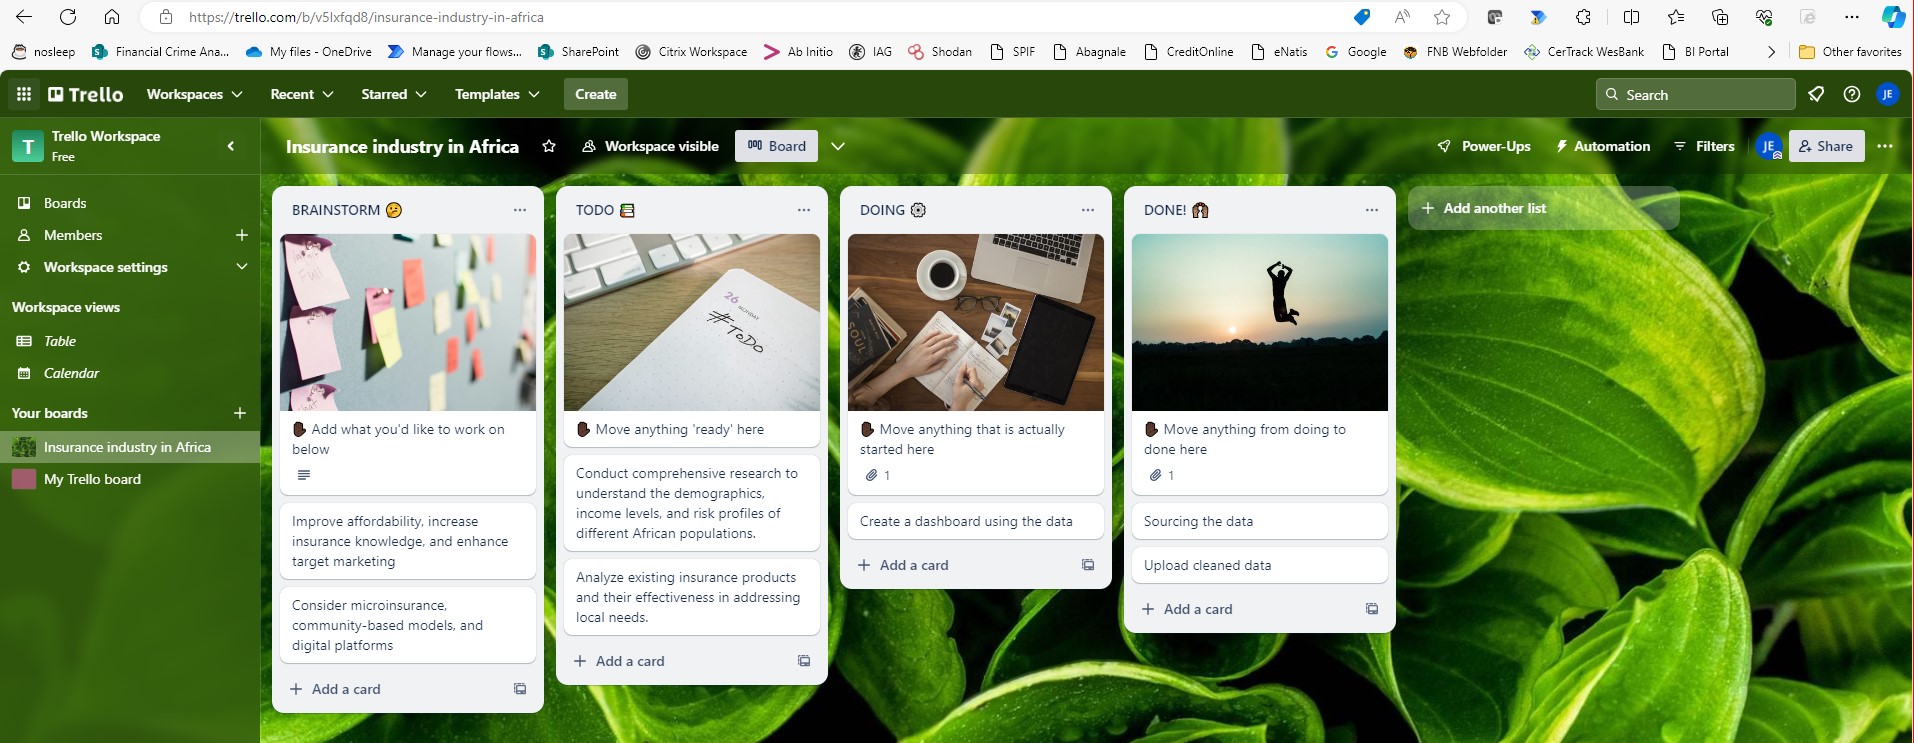 https://trello.com/b/v5lxfqd8/insurance-industry-in-africa
nosleep Financial Crime Ana... My files - OneDrive Manage your flows... SharePoint Citrix Workspace Ab Initio IAG Shodan SPIF Abagnale CreditOnline eNatis Google FNB Webfolder CerTrack WesBank BI Portal Other favorites
Trello Workspaces Recent Starred Templates Create Search JE
T Trello Workspace
Free
Insurance industry in Africa Workspace visible Board Power-Ups Automation Filters JE Share
Boards
Members
Workspace settings
Workspace views
Table
Calendar
Your boards
Insurance industry in Africa
My Trello board
BRAINSTORM
Add what you'd like to work on
below
Improve affordability, increase
insurance knowledge, and enhance
target marketing
Consider microinsurance,
community-based models, and
digital platforms
Add a card
TODO
26
MONDAY
#ToDo
Move anything 'ready' here
Conduct comprehensive research to
understand the demographics,
income levels, and risk profiles of
different African populations.
Analyze existing insurance products
and their effectiveness in addressing
local needs.
Add a card
DOING
SOUL
Move anything that is actually
started here
1
Create a dashboard using the data
Add a card
DONE!
Move anything from doing to
done here
1
Sourcing the data
Upload cleaned data
Add a card
Add another list